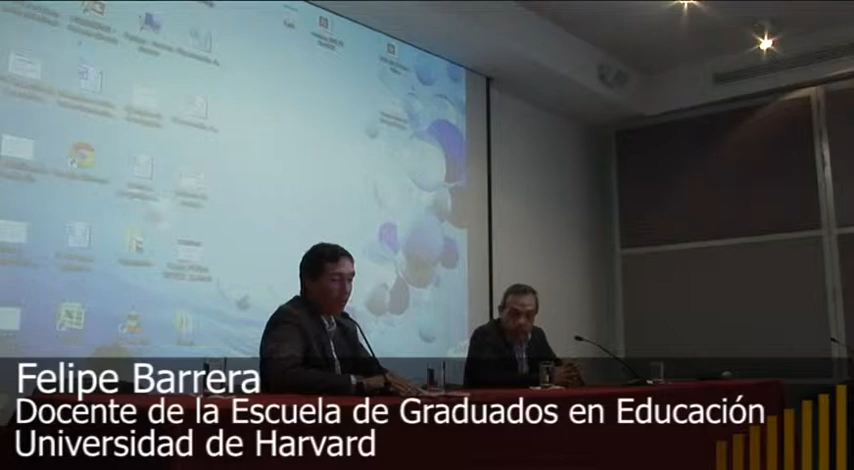 Felipe Barrera
Docente de la Escuela de Graduados en Educación
Universidad de Harvard